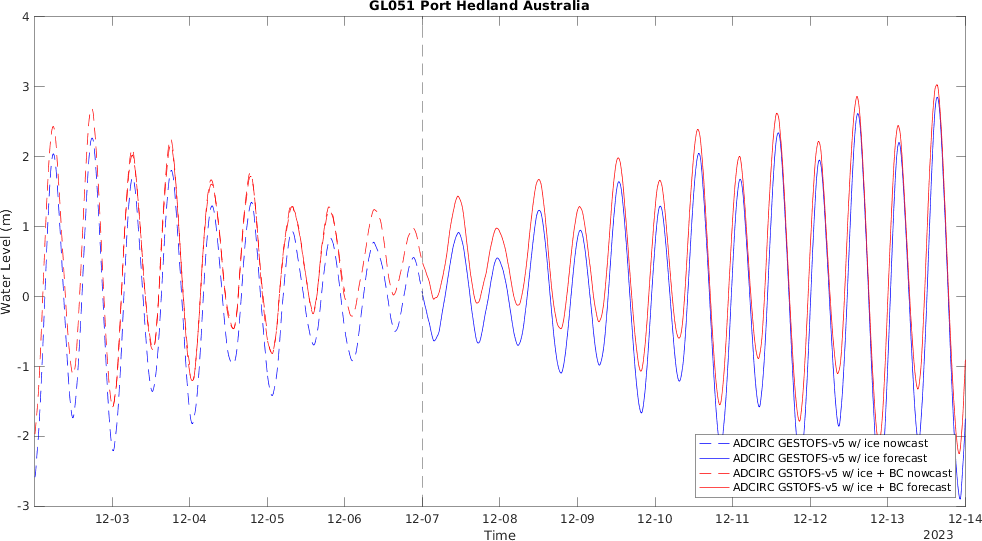 GL051 Port Hedland Australia
4
3
2
1
0
-1
-2
-3
Water Level (m)
ADCIRC GESTOFS-v5 w/ ice nowcast
ADCIRC GESTOFS-v5 w/ ice forecast
ADCIRC GSTOFS-v5 w/ ice + BC nowcast
ADCIRC GSTOFS-v5 w/ ice + BC forecast
12-03 12-04 12-05 12-06 12-07 12-08 12-09 12-10 12-11 12-12 12-13 12-14
Time
2023